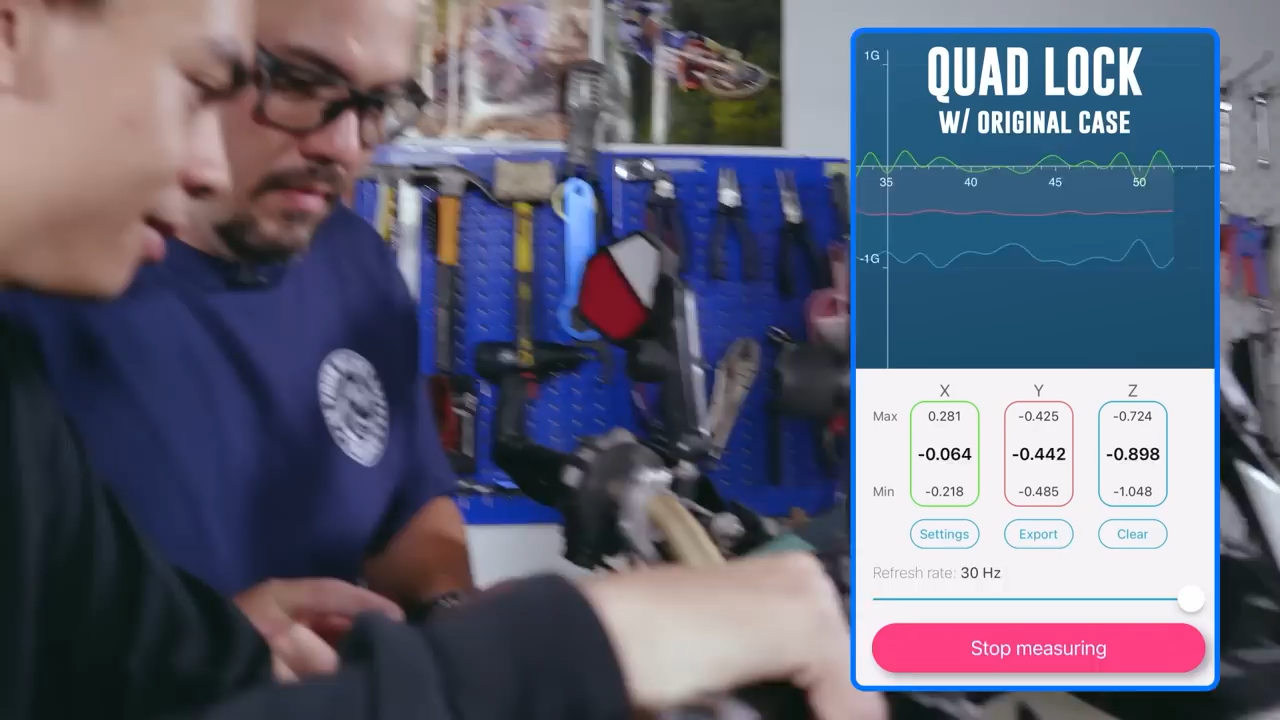 QUAD LOCK
W/ ORIGINAL CASE
1G
35 40 45 50
-1G
X Y Z
Max 0.281 -0.425 -0.724
-0.064 -0.442 -0.898
Min -0.218 -0.485 -1.048
Settings Export Clear
Refresh rate: 30 Hz
Stop measuring